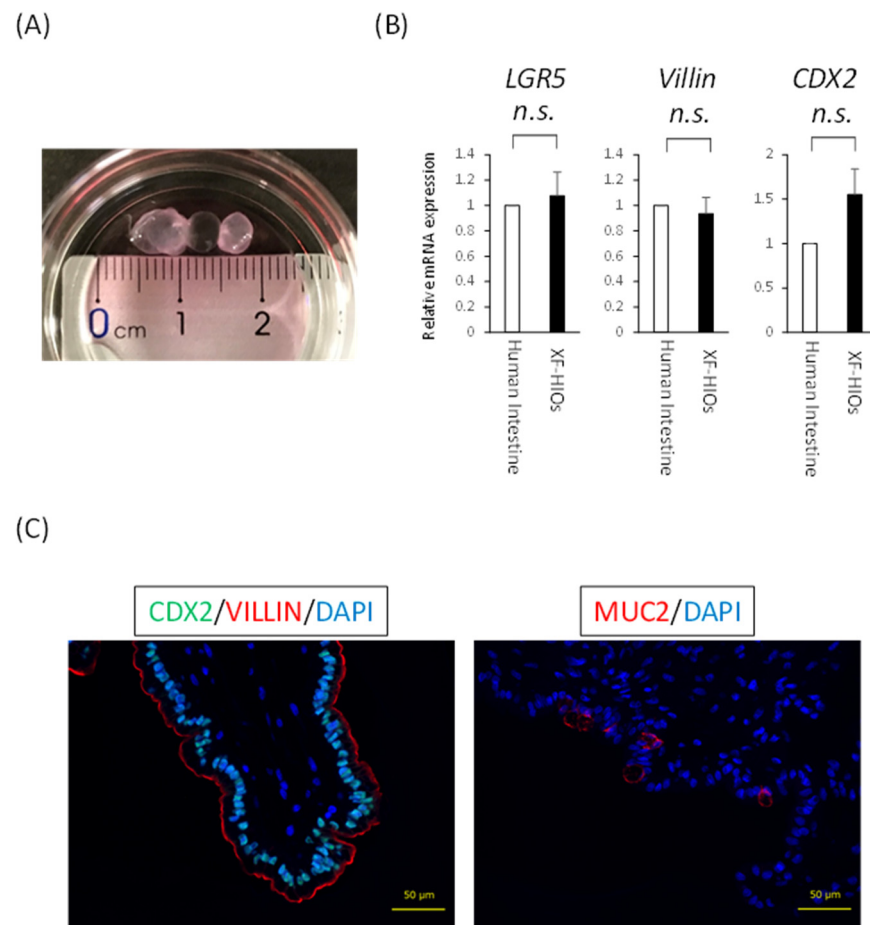 (A)
0 cm 1 2
(B)
LGR5
n.s.
Relative mRNA expression
1.4
1.2
1
0.8
0.6
0.4
0.2
0
Human Intestine
XF-HIOs
Villin
n.s.
1.4
1.2
1
0.8
0.6
0.4
0.2
0
Human Intestine
XF-HIOs
CDX2
n.s.
2
1.5
1
0.5
0
Human Intestine
XF-HIOs
(C)
CDX2/VILLIN/DAPI
50 μm
MUC2/DAPI
50 μm